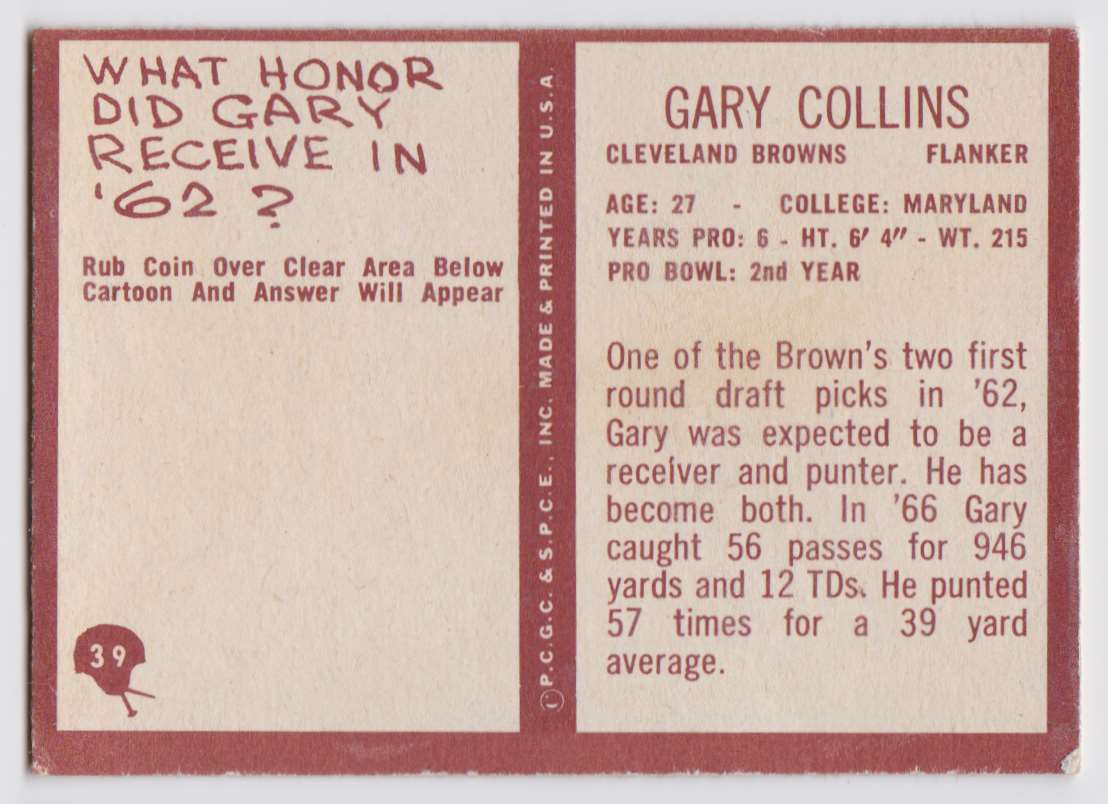 WHAT HONOR
DID GARY
RECEIVE IN
'62 ?
Rub Coin Over Clear Area Below
Cartoon And Answer Will Appear
39
© P.C.G.C. & S.P.C.E., INC. MADE & PRINTED IN U.S.A.
GARY COLLINS
CLEVELAND BROWNS FLANKER
AGE: 27 - COLLEGE: MARYLAND
YEARS PRO: 6 - HT. 6' 4" - WT. 215
PRO BOWL: 2nd YEAR
One of the Brown's two first
round draft picks in '62,
Gary was expected to be a
receiver and punter. He has
become both. In '66 Gary
caught 56 passes for 946
yards and 12 TDs. He punted
57 times for a 39 yard
average.